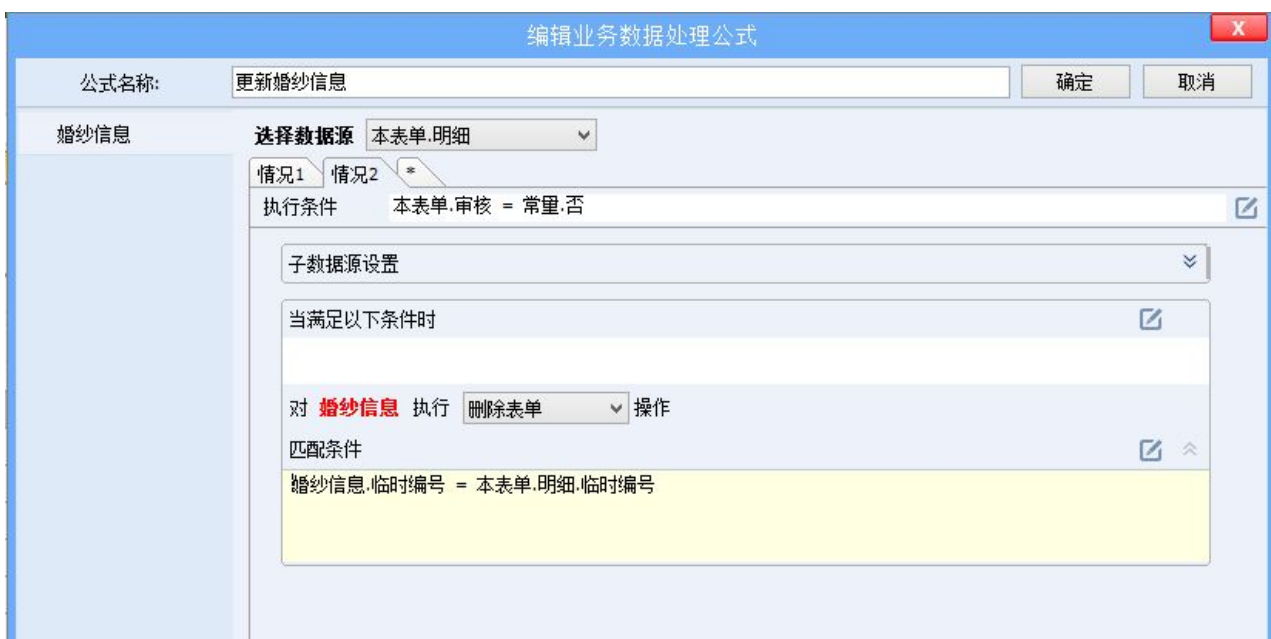 编辑业务数据处理公式
X
公式名称: 更新婚纱信息 确定 取消
婚纱信息 选择数据源 本表单.明细
情况1 情况2 *
执行条件 本表单.审核 = 常量.否
子数据源设置
当满足以下条件时
对 婚纱信息 执行 删除表单 操作
匹配条件
婚纱信息.临时编号 = 本表单.明细.临时编号